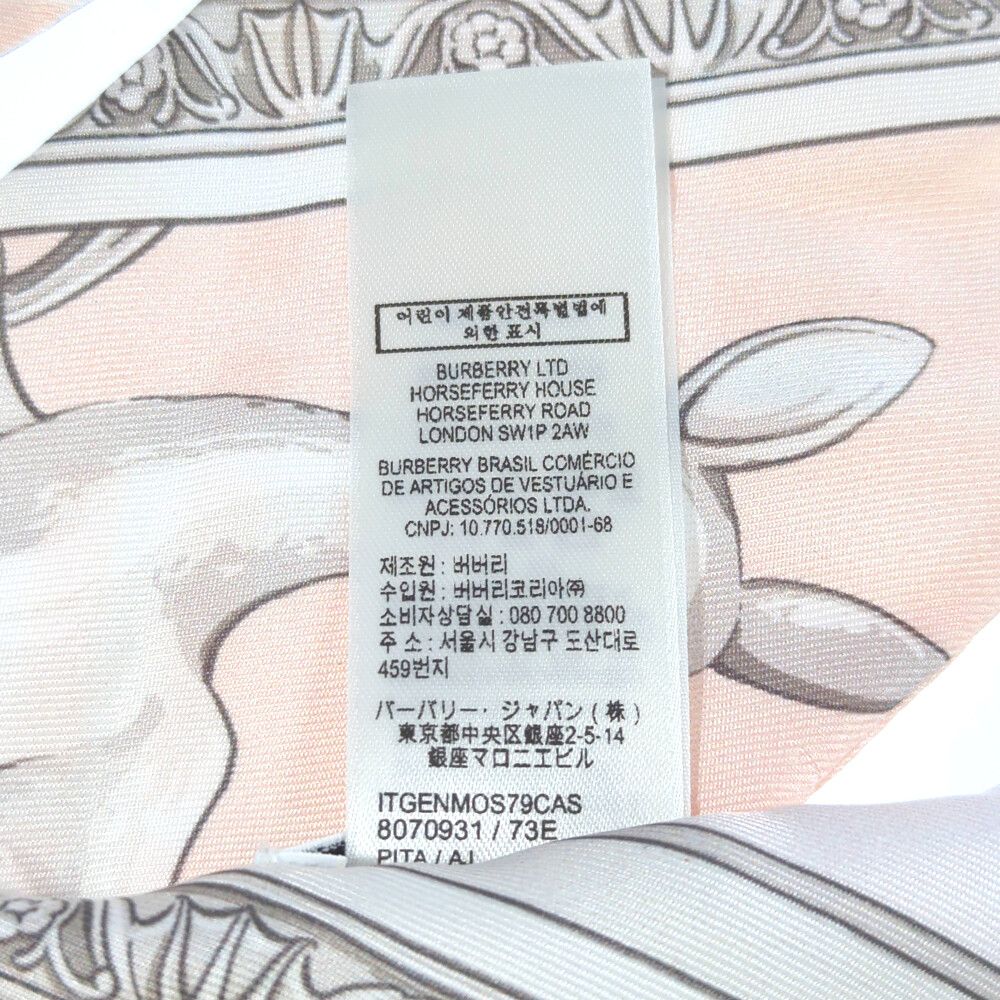 어린이 제품안전특별법에
의한 표시
BURBERRY LTD
HORSEFERRY HOUSE
HORSEFERRY ROAD
LONDON SW1P 2AW
BURBERRY BRASIL COMÉRCIO
DE ARTIGOS DE VESTUÁRIO E
ACESSÓRIOS LTDA.
CNPJ: 10.770.518/0001-68
제조원 : 버버리
수입원 : 버버리코리아㈜
소비자상담실 : 080 700 8800
주 소 : 서울시 강남구 도산대로
459번지
バーバリー・ジャパン ( 株 )
東京都中央区銀座2-5-14
銀座マロニエビル
ITGENMOS79CAS
8070931 / 73E
PITA / AJ